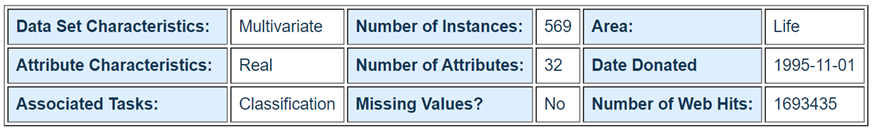 Data Set Characteristics: Multivariate Number of Instances: 569 Area: Life
Attribute Characteristics: Real Number of Attributes: 32 Date Donated 1995-11-01
Associated Tasks: Classification Missing Values? No Number of Web Hits: 1693435